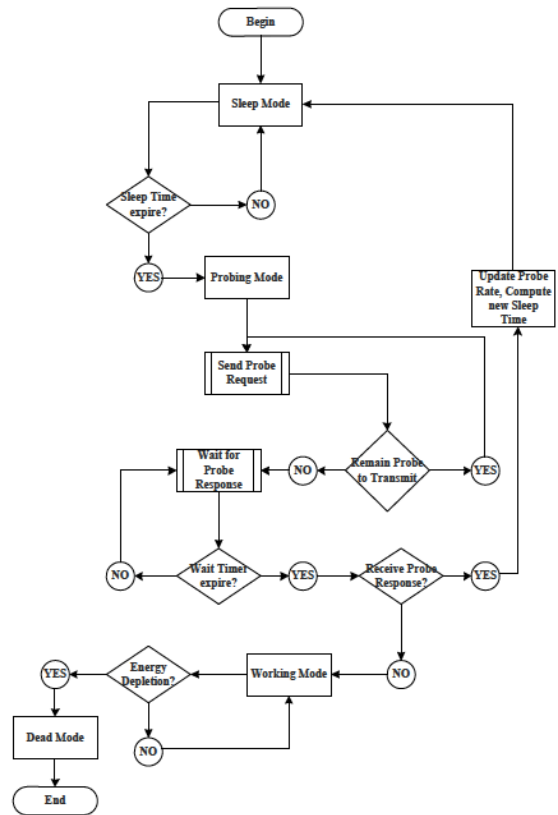 Begin
Sleep Mode
Sleep Time
expire?
NO
YES
Probing Mode
Update Probe
Rate, Compute
new Sleep
Time
Send Probe
Request
Wait for
Probe
Response
NO
Remain Probe
to Transmit
YES
NO
Wait Timer
expire?
YES
Receive Probe
Response?
YES
YES
Energy
Depletion?
Working Mode
NO
Dead Mode
NO
End